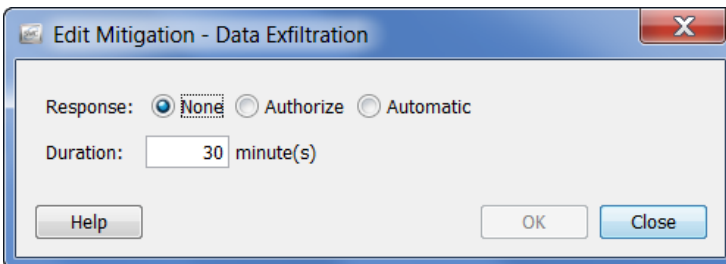 Edit Mitigation - Data Exfiltration
Response: None Authorize Automatic
Duration: 30 minute(s)
Help OK Close